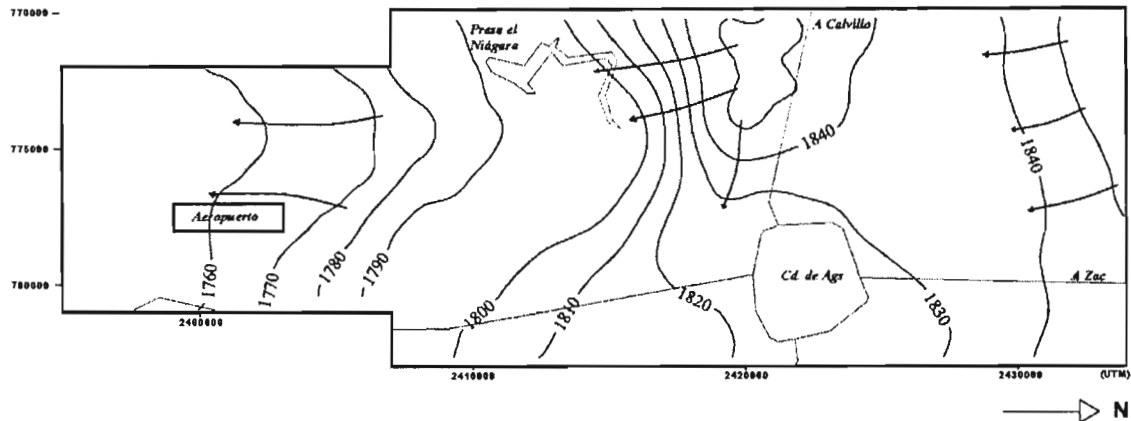 770000
Presa el
Niágara
A Calvillo
775000
1840
1840
Aeropuerto
780000
1760
1770
1780
1790
1800
1810
1820
1830
Cd. de Ags
A Zac
2400000
2410000
2420000
2430000
(UTM)
N